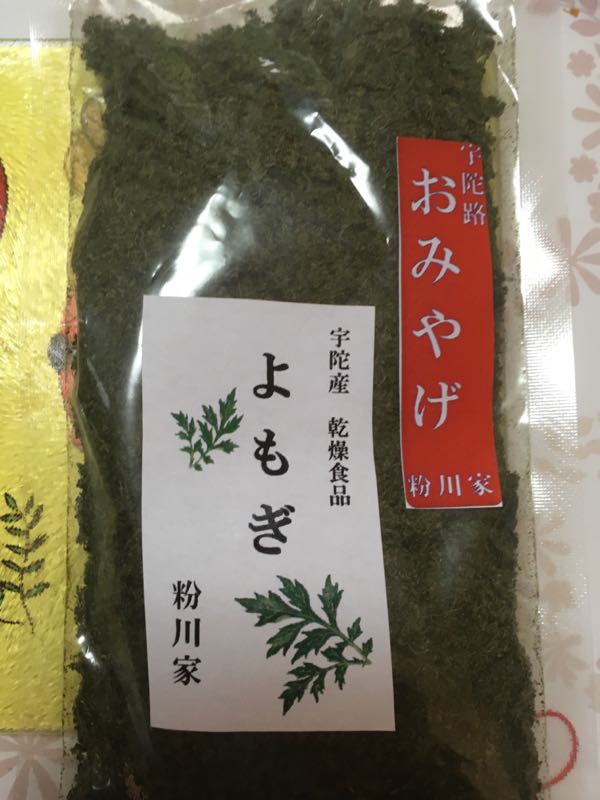 宇陀路
おみやげ
粉川家
宇陀産 乾燥食品
よもぎ
粉川家